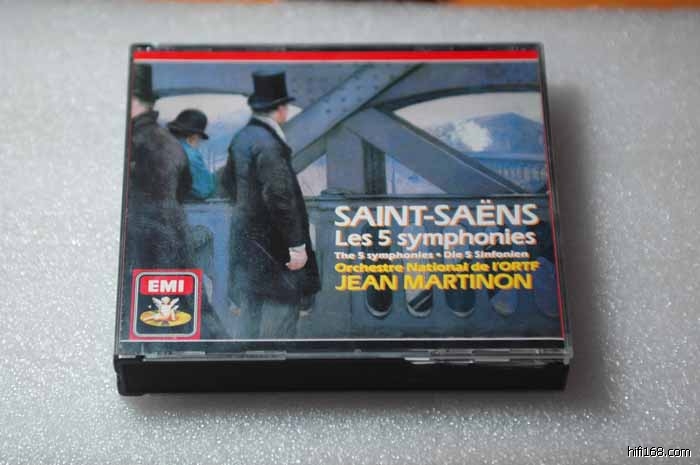 SAINT-SAËNS
Les 5 symphonies
The 5 symphonies • Die 5 Sinfonien
Orchestre National de l'ORTF
JEAN MARTINON
EMI
hifi168.com